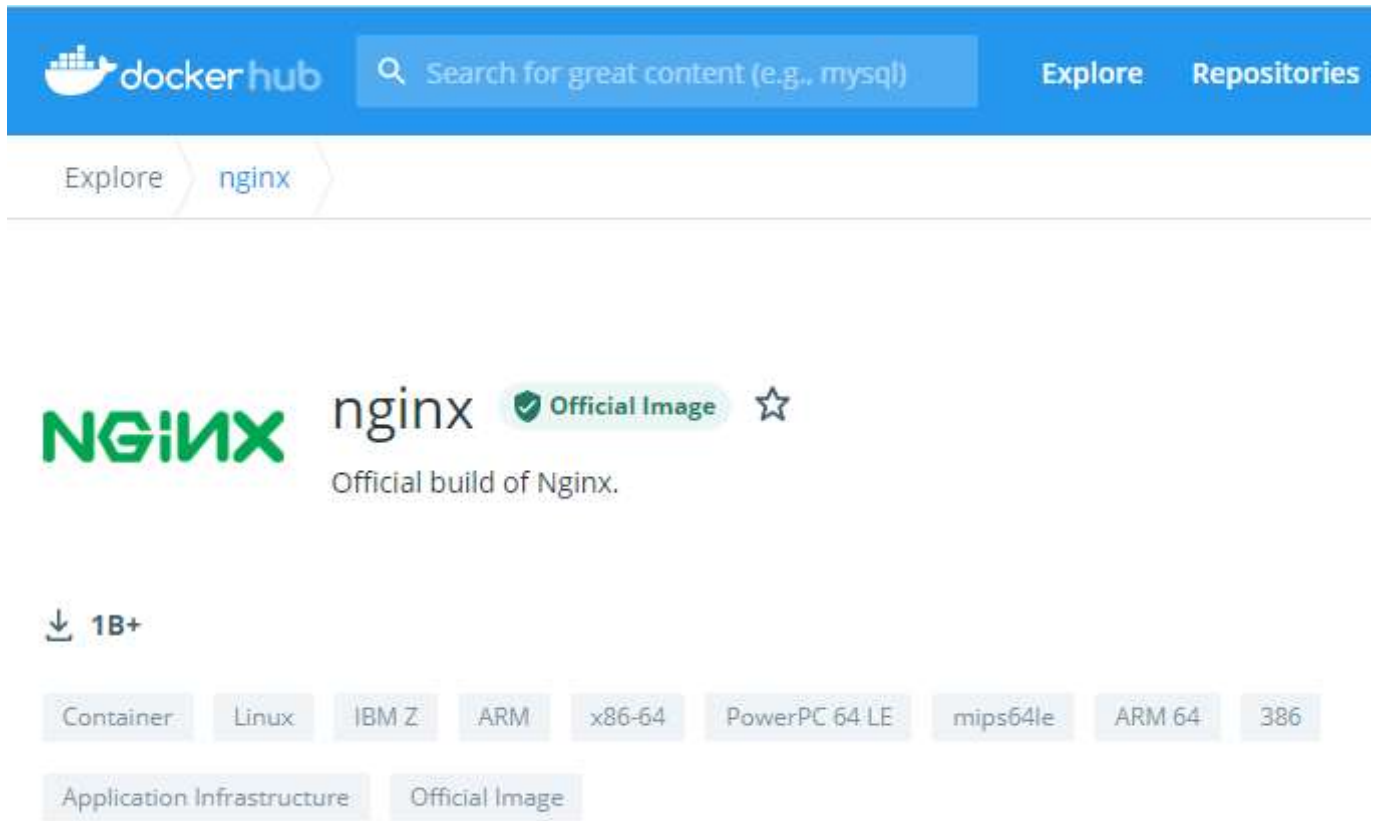 dockerhub Search for great content (e.g., mysql) Explore Repositories
Explore nginx
NGINX nginx Official Image
Official build of Nginx.
1B+
Container Linux IBM Z ARM x86-64 PowerPC 64 LE mips64le ARM 64 386
Application Infrastructure Official Image